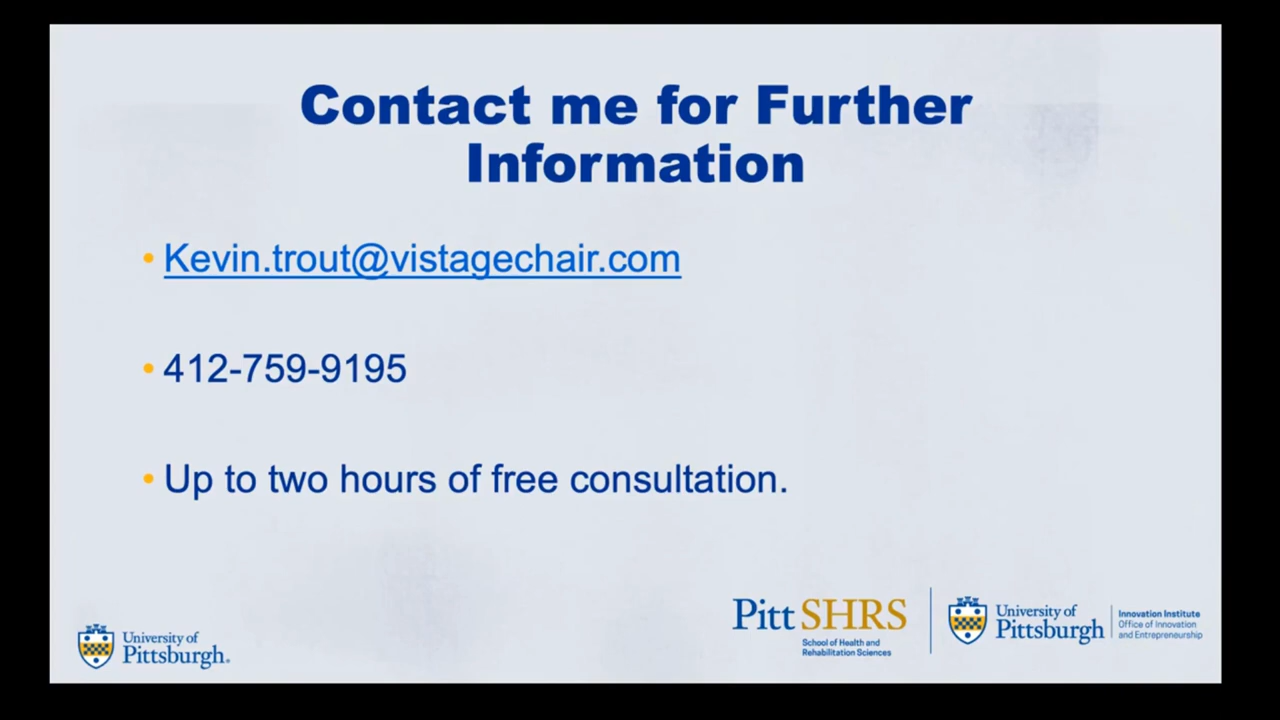 Contact me for Further
Information
• Kevin.trout@vistagechair.com
• 412-759-9195
• Up to two hours of free consultation.
University of
Pittsburgh.
Pitt SHRS
School of Health and
Rehabilitation Sciences
University of
Pittsburgh
Innovation Institute
Office of Innovation
and Entrepreneurship